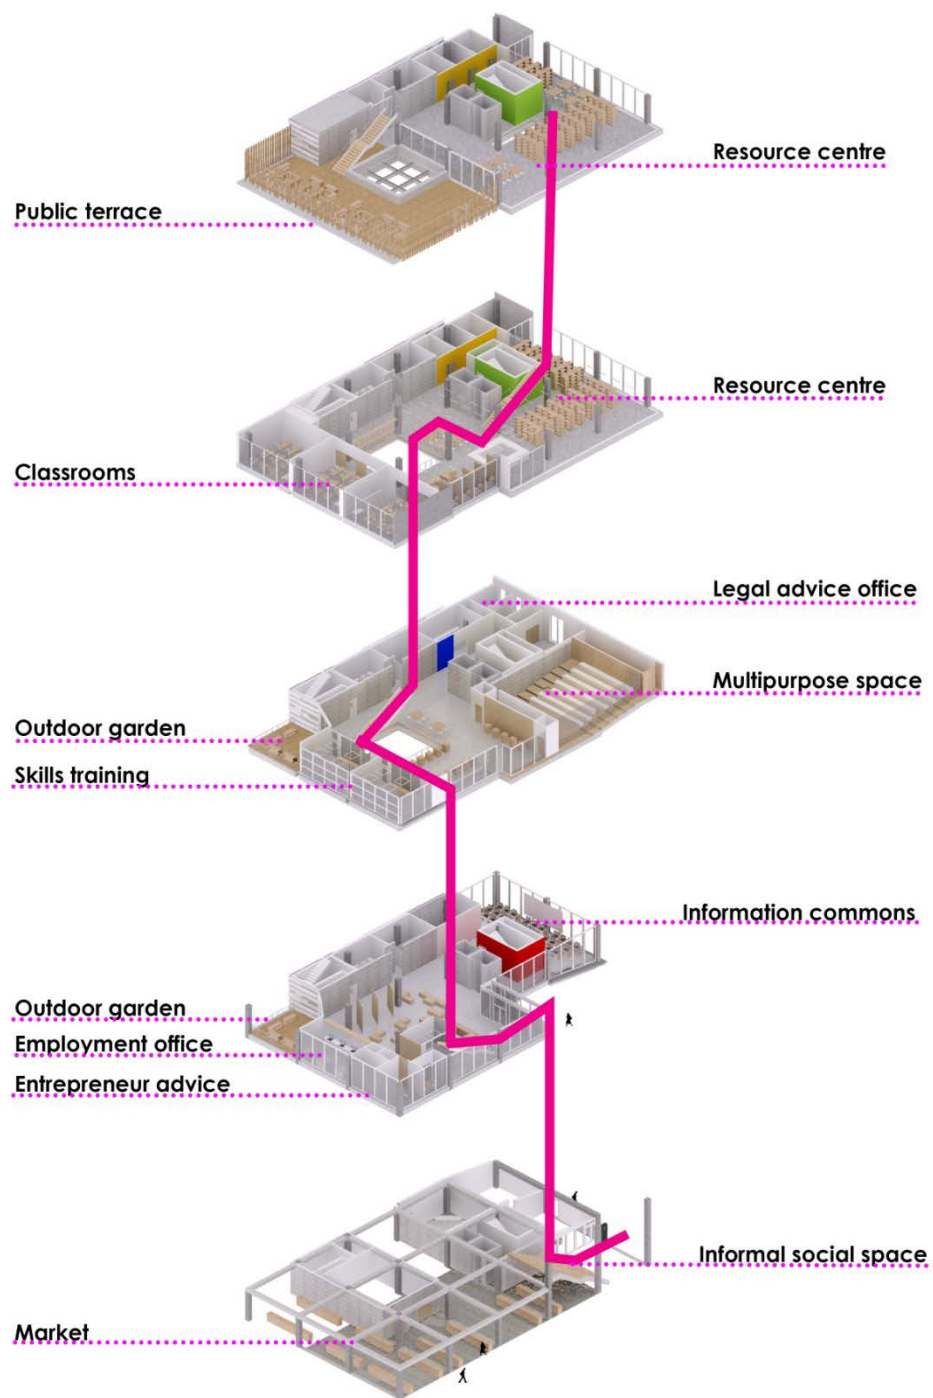 Resource centre
Public terrace
Resource centre
Classrooms
Legal advice office
Multipurpose space
Outdoor garden
Skills training
Information commons
Outdoor garden
Employment office
Entrepreneur advice
Informal social space
Market